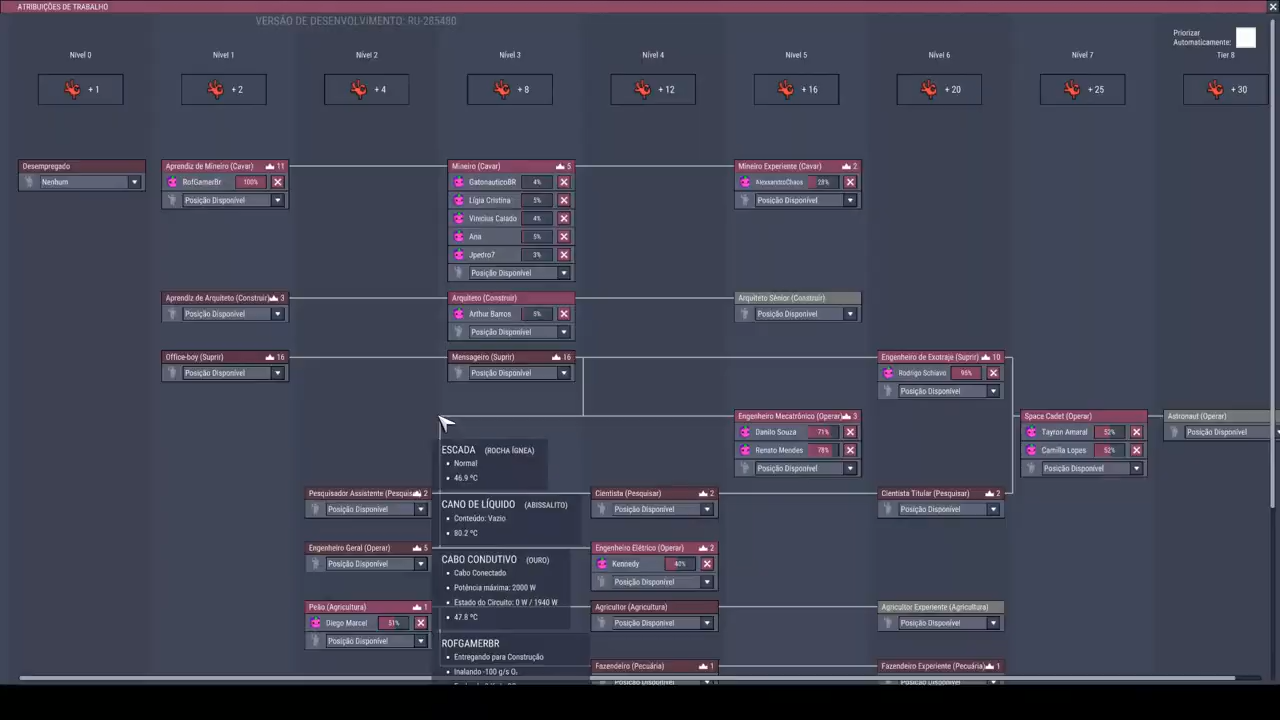 ATRIBUIÇÕES DE TRABALHO
VERSÃO DE DESENVOLVIMENTO: RU-285480
Priorizar
Automaticamente:
Nível 0
Nível 1
Nível 2
Nível 3
Nível 4
Nível 5
Nível 6
Nível 7
Tier 8
+ 1
+ 2
+ 4
+ 8
+ 12
+ 16
+ 20
+ 25
+ 30
Desempregado
Nenhum
Aprendiz de Mineiro (Cavar) 11
RofGamerBr 100%
Posição Disponível
Mineiro (Cavar) 5
GatonauticoBR 4%
Lígia Cristina 5%
Vinicius Caiado 4%
Ana 5%
Jpedro7 3%
Posição Disponível
Mineiro Experiente (Cavar) 2
AlexsandroChaos 28%
Posição Disponível
Aprendiz de Arquiteto (Construir) 3
Posição Disponível
Arquiteto (Construir)
Arthur Barros 5%
Posição Disponível
Arquiteto Sênior (Construir)
Posição Disponível
Office-boy (Suprir) 16
Posição Disponível
Mensageiro (Suprir) 16
Posição Disponível
Engenheiro de Exotraje (Suprir) 10
Rodrigo Schiavo 95%
Posição Disponível
Engenheiro Mecatrônico (Operar) 3
Danilo Souza 71%
Renato Mendes 78%
Posição Disponível
Space Cadet (Operar)
Tayron Amaral 53%
Camilla Lopes 52%
Posição Disponível
Astronaut (Operar)
Posição Disponível
ESCADA (ROCHA ÍGNEA)
• Normal
• 46.9 ºC
Pesquisador Assistente (Pesquisar) 2
Posição Disponível
CANO DE LÍQUIDO (ABISSALITO)
• Conteúdo: Vazio
• 80.2 ºC
Cientista (Pesquisar) 2
Posição Disponível
Cientista Titular (Pesquisar) 2
Posição Disponível
Engenheiro Geral (Operar) 5
Posição Disponível
CABO CONDUTIVO (OURO)
• Cabo Conectado
• Potência máxima: 2000 W
• Estado do Circuito: 0 W / 1940 W
• 47.8 ºC
Engenheiro Elétrico (Operar) 2
Kennedy 40%
Posição Disponível
Peão (Agricultura) 1
Diego Marcel 51%
Posição Disponível
Agricultor (Agricultura)
Posição Disponível
Agricultor Experiente (Agricultura)
Posição Disponível
ROFGAMERBR
• Entregando para Construção
• Inalando -100 g/s O₂
Fazendeiro (Pecuária) 1
Posição Disponível
Fazendeiro Experiente (Pecuária) 1
Posição Disponível